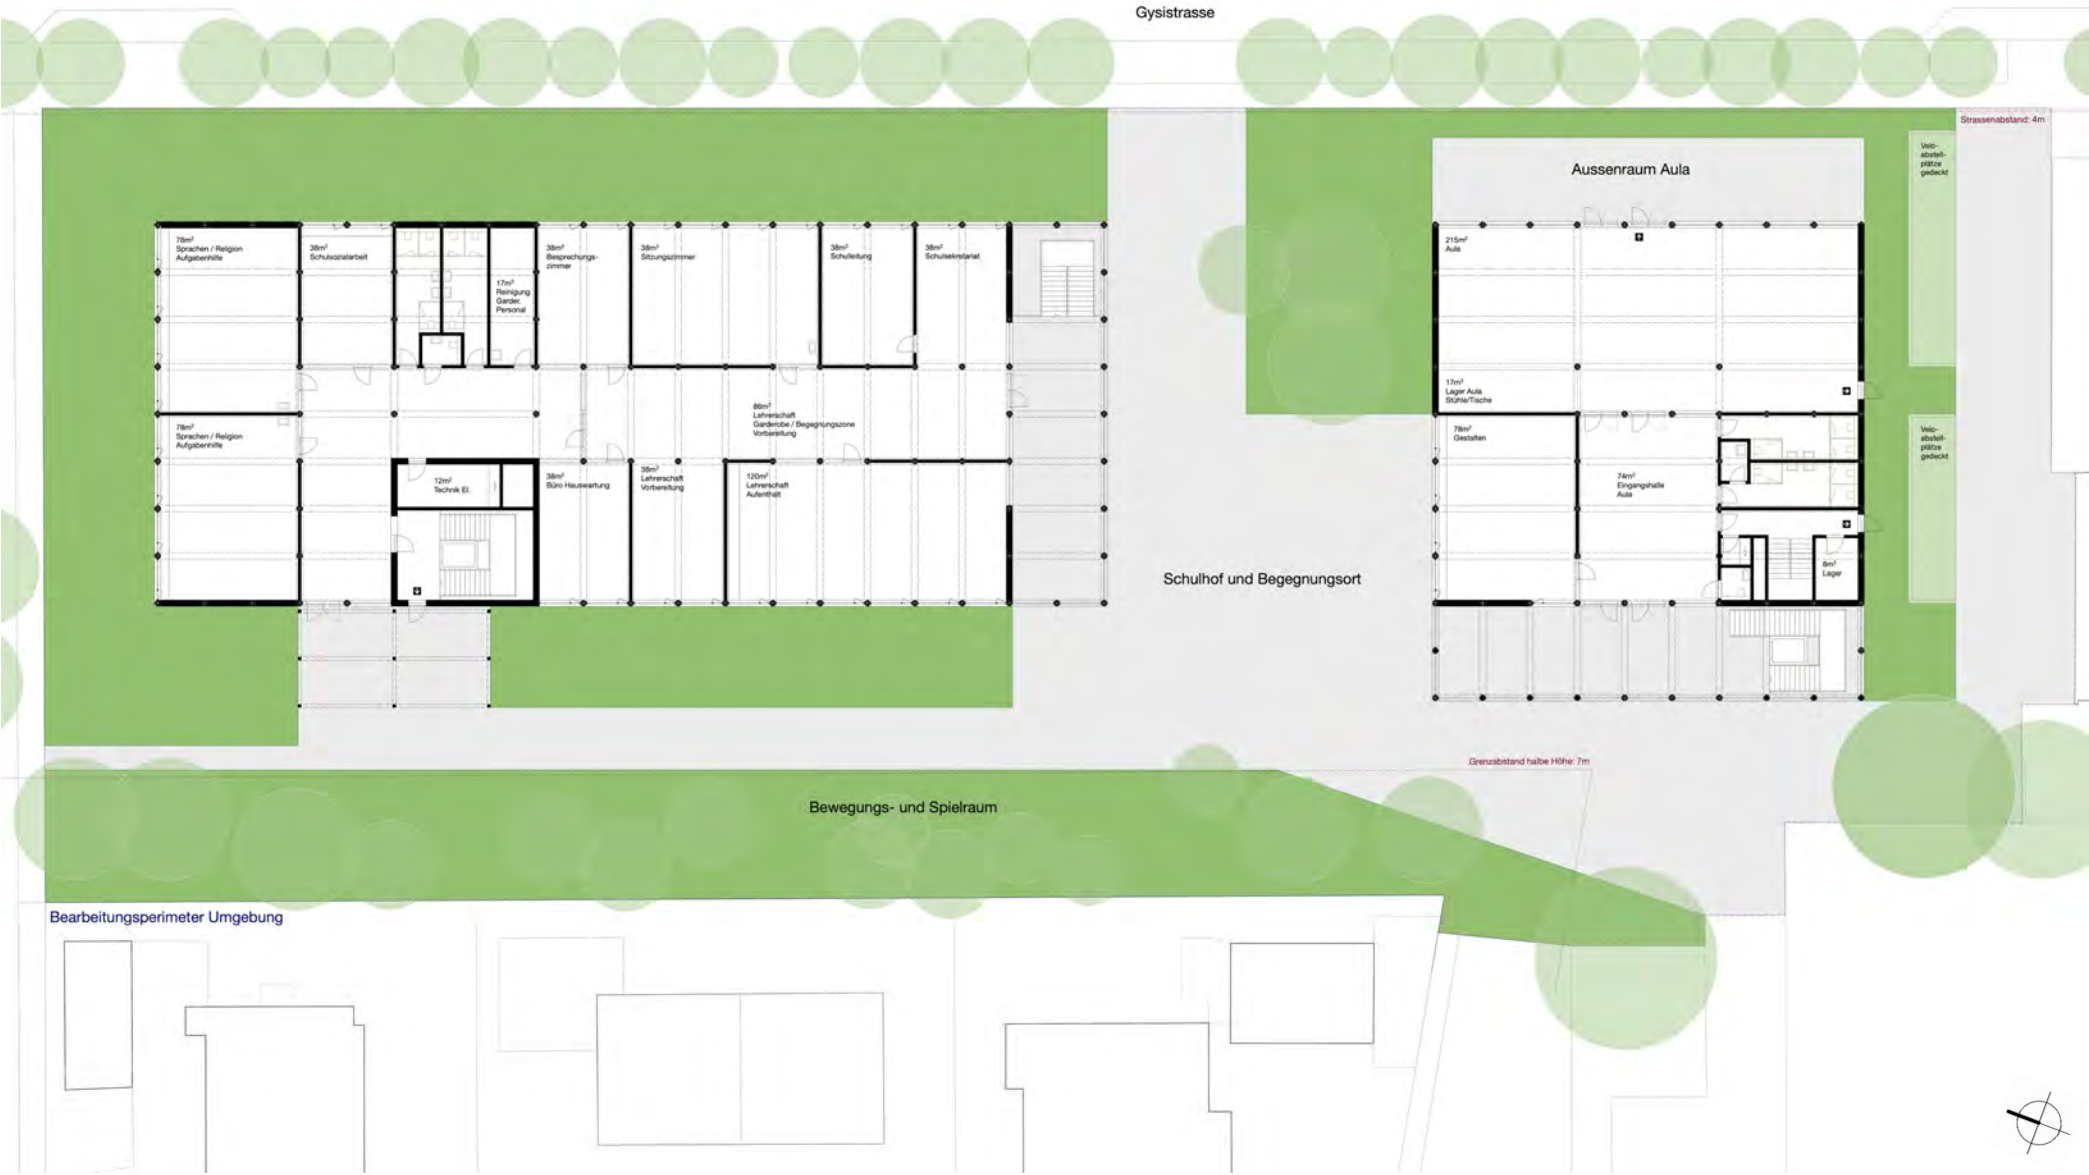 Gysistrasse
Strassenabstand: 4m
Aussenraum Aula
Velo-
abstell-
plätze
gedeckt
78m²
Sprachen / Religion
Aufgabenhilfe
38m²
Schulsozialarbeit
17m²
Reinigung
Garder.
Personal
38m²
Besprechungs-
zimmer
38m²
Sitzungszimmer
38m²
Schulleitung
38m²
Schulsekretariat
215m²
Aula
17m²
Lager Aula
Stühle/Tische
86m²
Lehrerschaft
Garderobe / Begegnungszone
Vorbereitung
78m²
Sprachen / Religion
Aufgabenhilfe
12m²
Technik El.
38m²
Büro Hauswartung
38m²
Lehrerschaft
Vorbereitung
120m²
Lehrerschaft
Aufenthalt
78m²
Gestalten
74m²
Eingangshalle
Aula
Velo-
abstell-
plätze
gedeckt
8m²
Lager
Schulhof und Begegnungsort
Grenzabstand halbe Höhe: 7m
Bewegungs- und Spielraum
Bearbeitungsperimeter Umgebung